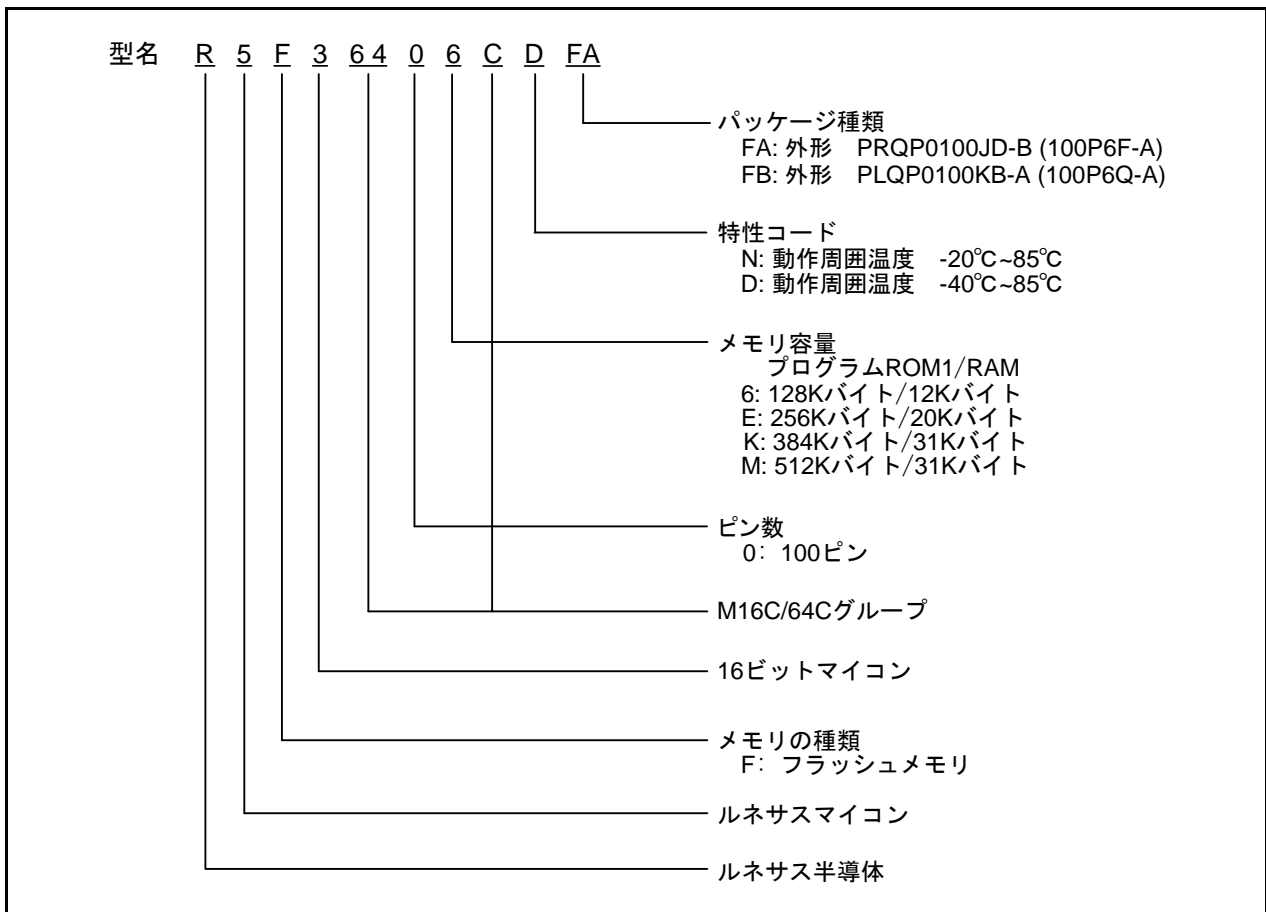 型名 R 5 F 3 64 0 6 C D FA
パッケージ種類
FA: 外形 PRQP0100JD-B (100P6F-A)
FB: 外形 PLQP0100KB-A (100P6Q-A)
特性コード
N: 動作周囲温度 -20℃~85℃
D: 動作周囲温度 -40℃~85℃
メモリ容量
プログラムROM1/RAM
6: 128Kバイト/12Kバイト
E: 256Kバイト/20Kバイト
K: 384Kバイト/31Kバイト
M: 512Kバイト/31Kバイト
ピン数
0: 100ピン
M16C/64Cグループ
16ビットマイコン
メモリの種類
F: フラッシュメモリ
ルネサスマイコン
ルネサス半導体